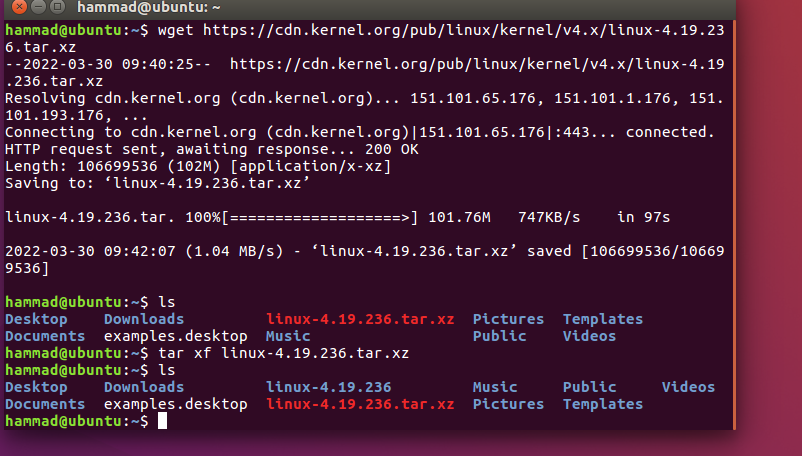 hammad@ubuntu: ~
hammad@ubuntu:~$ wget https://cdn.kernel.org/pub/linux/kernel/v4.x/linux-4.19.23
6.tar.xz
--2022-03-30 09:40:25--  https://cdn.kernel.org/pub/linux/kernel/v4.x/linux-4.19
.236.tar.xz
Resolving cdn.kernel.org (cdn.kernel.org)... 151.101.65.176, 151.101.1.176, 151.
101.193.176, ...
Connecting to cdn.kernel.org (cdn.kernel.org)|151.101.65.176|:443... connected.
HTTP request sent, awaiting response... 200 OK
Length: 106699536 (102M) [application/x-xz]
Saving to: ‘linux-4.19.236.tar.xz’
linux-4.19.236.tar. 100%[===================>] 101.76M   747KB/s    in 97s
2022-03-30 09:42:07 (1.04 MB/s) - ‘linux-4.19.236.tar.xz’ saved [106699536/10669
9536]
hammad@ubuntu:~$ ls
Desktop    Downloads         linux-4.19.236.tar.xz  Pictures  Templates
Documents  examples.desktop  Music                  Public    Videos
hammad@ubuntu:~$ tar xf linux-4.19.236.tar.xz
hammad@ubuntu:~$ ls
Desktop    Downloads         linux-4.19.236         Music     Public     Videos
Documents  examples.desktop  linux-4.19.236.tar.xz  Pictures  Templates
hammad@ubuntu:~$